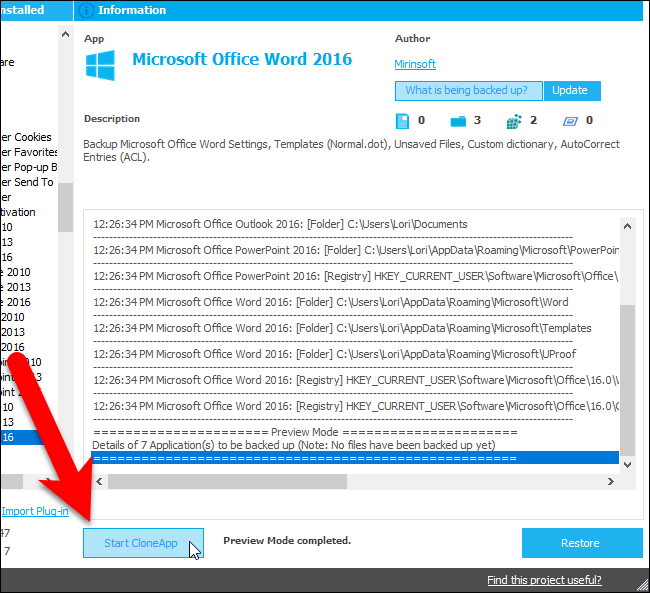 nstalled
Information
are
er Cookies
er Favorites
er Pop-up B
er Send To
er
tivation
10
13
16
e 2010
e 2013
e 2016
2010
2013
2016
point 2010
point 2013
10
13
16
Import Plug-in
47
7
App
Microsoft Office Word 2016
Author
Mirinsoft
What is being backed up?
Update
0 3 2 0
Description
Backup Microsoft Office Word Settings, Templates (Normal.dot), Unsaved Files, Custom dictionary, AutoCorrect
Entries (ACL).
12:26:34 PM Microsoft Office Outlook 2016: [Folder] C:\Users\Lori\Documents
12:26:34 PM Microsoft Office PowerPoint 2016: [Folder] C:\Users\Lori\AppData\Roaming\Microsoft\PowerPoin
12:26:34 PM Microsoft Office PowerPoint 2016: [Registry] HKEY_CURRENT_USER\Software\Microsoft\Office\
12:26:34 PM Microsoft Office Word 2016: [Folder] C:\Users\Lori\AppData\Roaming\Microsoft\Word
12:26:34 PM Microsoft Office Word 2016: [Folder] C:\Users\Lori\AppData\Roaming\Microsoft\Templates
12:26:34 PM Microsoft Office Word 2016: [Folder] C:\Users\Lori\AppData\Roaming\Microsoft\UProof
12:26:34 PM Microsoft Office Word 2016: [Registry] HKEY_CURRENT_USER\Software\Microsoft\Office\16.0\W
12:26:34 PM Microsoft Office Word 2016: [Registry] HKEY_CURRENT_USER\Software\Microsoft\Office\16.0\C
====================== Preview Mode ======================
Details of 7 Application(s) to be backed up (Note: No files have been backed up yet)
Start CloneApp
Preview Mode completed.
Restore
Find this project useful?